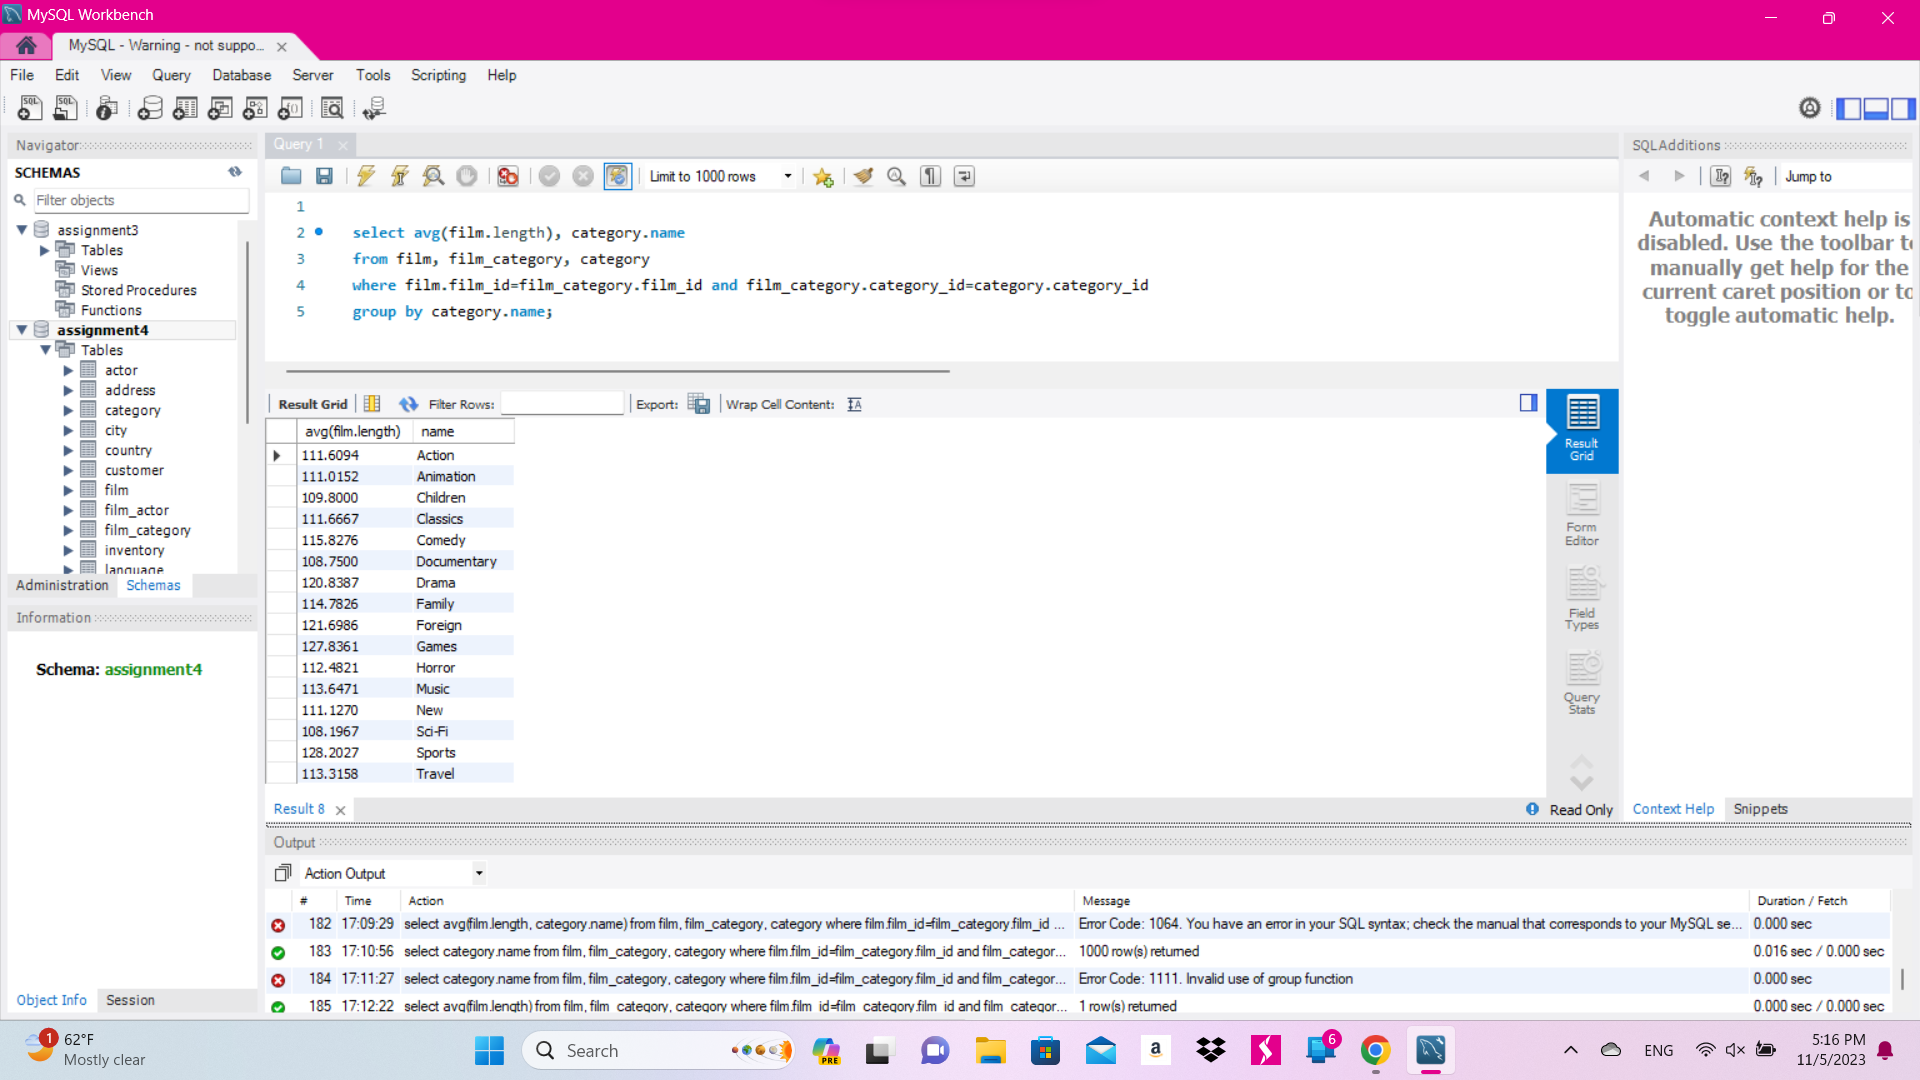 MySQL Workbench
MySQL - Warning - not suppo...
File Edit View Query Database Server Tools Scripting Help
Navigator
SCHEMAS
Filter objects
assignment3
Tables
Views
Stored Procedures
Functions
assignment4
Tables
actor
address
category
city
country
customer
film
film_actor
film_category
inventory
language
Administration Schemas
Information
Schema: assignment4
Object Info Session
Query 1
Limit to 1000 rows
1
2 select avg(film.length), category.name
3 from film, film_category, category
4 where film.film_id=film_category.film_id and film_category.category_id=category.category_id
5 group by category.name;
Result Grid Filter Rows: Export: Wrap Cell Content:
avg(film.length) name
111.6094 Action
111.0152 Animation
109.8000 Children
111.6667 Classics
115.8276 Comedy
108.7500 Documentary
120.8387 Drama
114.7826 Family
121.6986 Foreign
127.8361 Games
112.4821 Horror
113.6471 Music
111.1270 New
108.1967 Sci-Fi
128.2027 Sports
113.3158 Travel
Result
Grid
Form
Editor
Field
Types
Query
Stats
Result 8
Read Only
SQLAdditions
Jump to
Automatic context help is
disabled. Use the toolbar to
manually get help for the
current caret position or to
toggle automatic help.
Context Help Snippets
Output
Action Output
# Time Action Message Duration / Fetch
182 17:09:29 select avg(film.length, category.name) from film, film_category, category where film.film_id=film_category.film_id ... Error Code: 1064. You have an error in your SQL syntax; check the manual that corresponds to your MySQL se... 0.000 sec
183 17:10:56 select category.name from film, film_category, category where film.film_id=film_category.film_id and film_categor... 1000 row(s) returned 0.016 sec / 0.000 sec
184 17:11:27 select category.name from film, film_category, category where film.film_id=film_category.film_id and film_categor... Error Code: 1111. Invalid use of group function 0.000 sec
185 17:12:22 select avg(film.length) from film, film_category, category where film.film_id=film_category.film_id and film_categor... 1 row(s) returned 0.000 sec / 0.000 sec
1
62°F
Mostly clear
Search
PRE
a
6
ENG
5:16 PM
11/5/2023